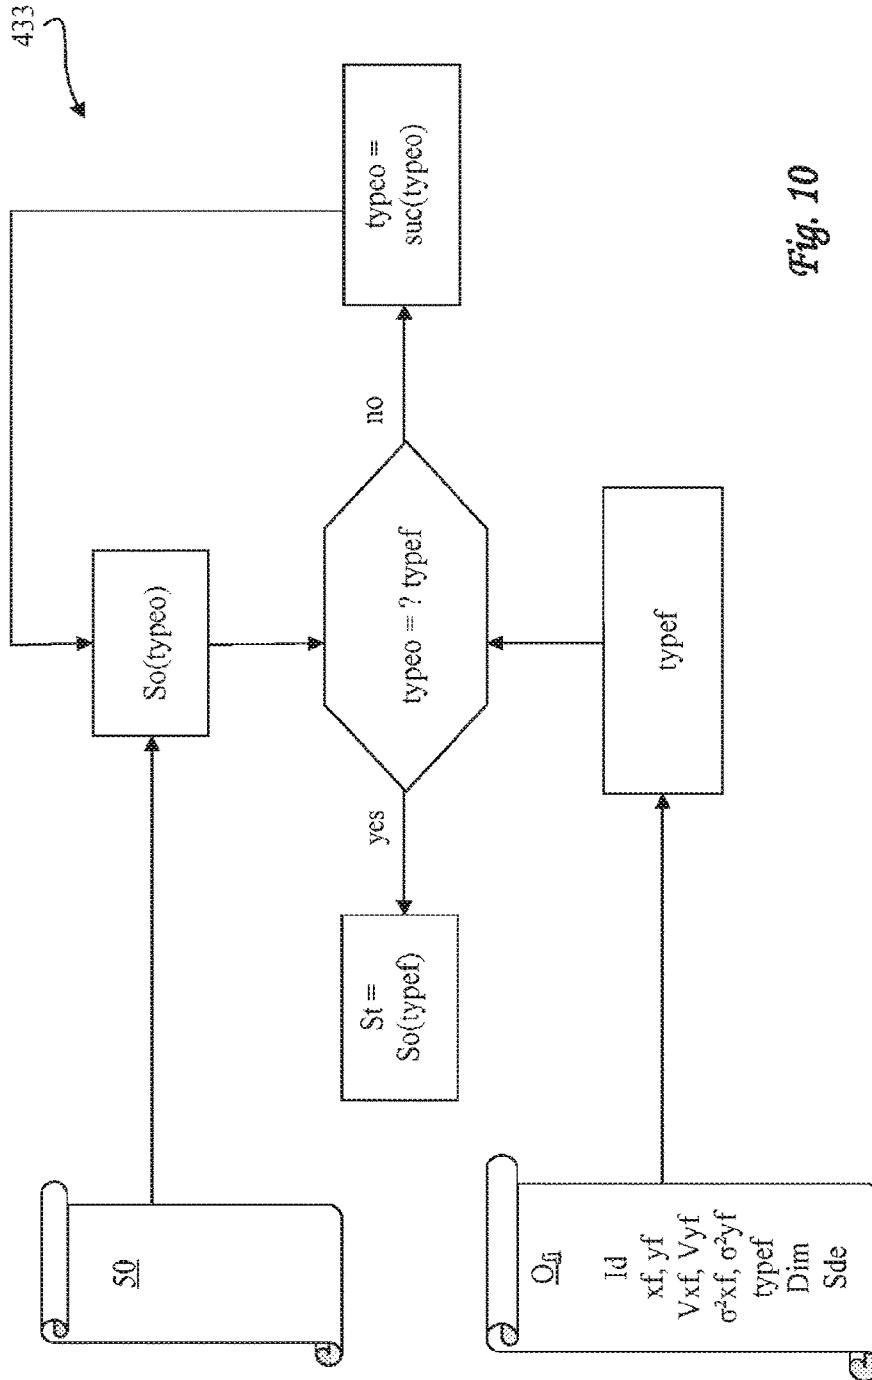 433
50
So(typeo)
typeo =
suc(typeo)
St =
So(typef)
yes
typeo = ? typef
no
Ofi
Id
xf, yf
Vxf, Vyf
σ²xf, σ²yf
typef
Dim
Sde
typef
Fig. 10